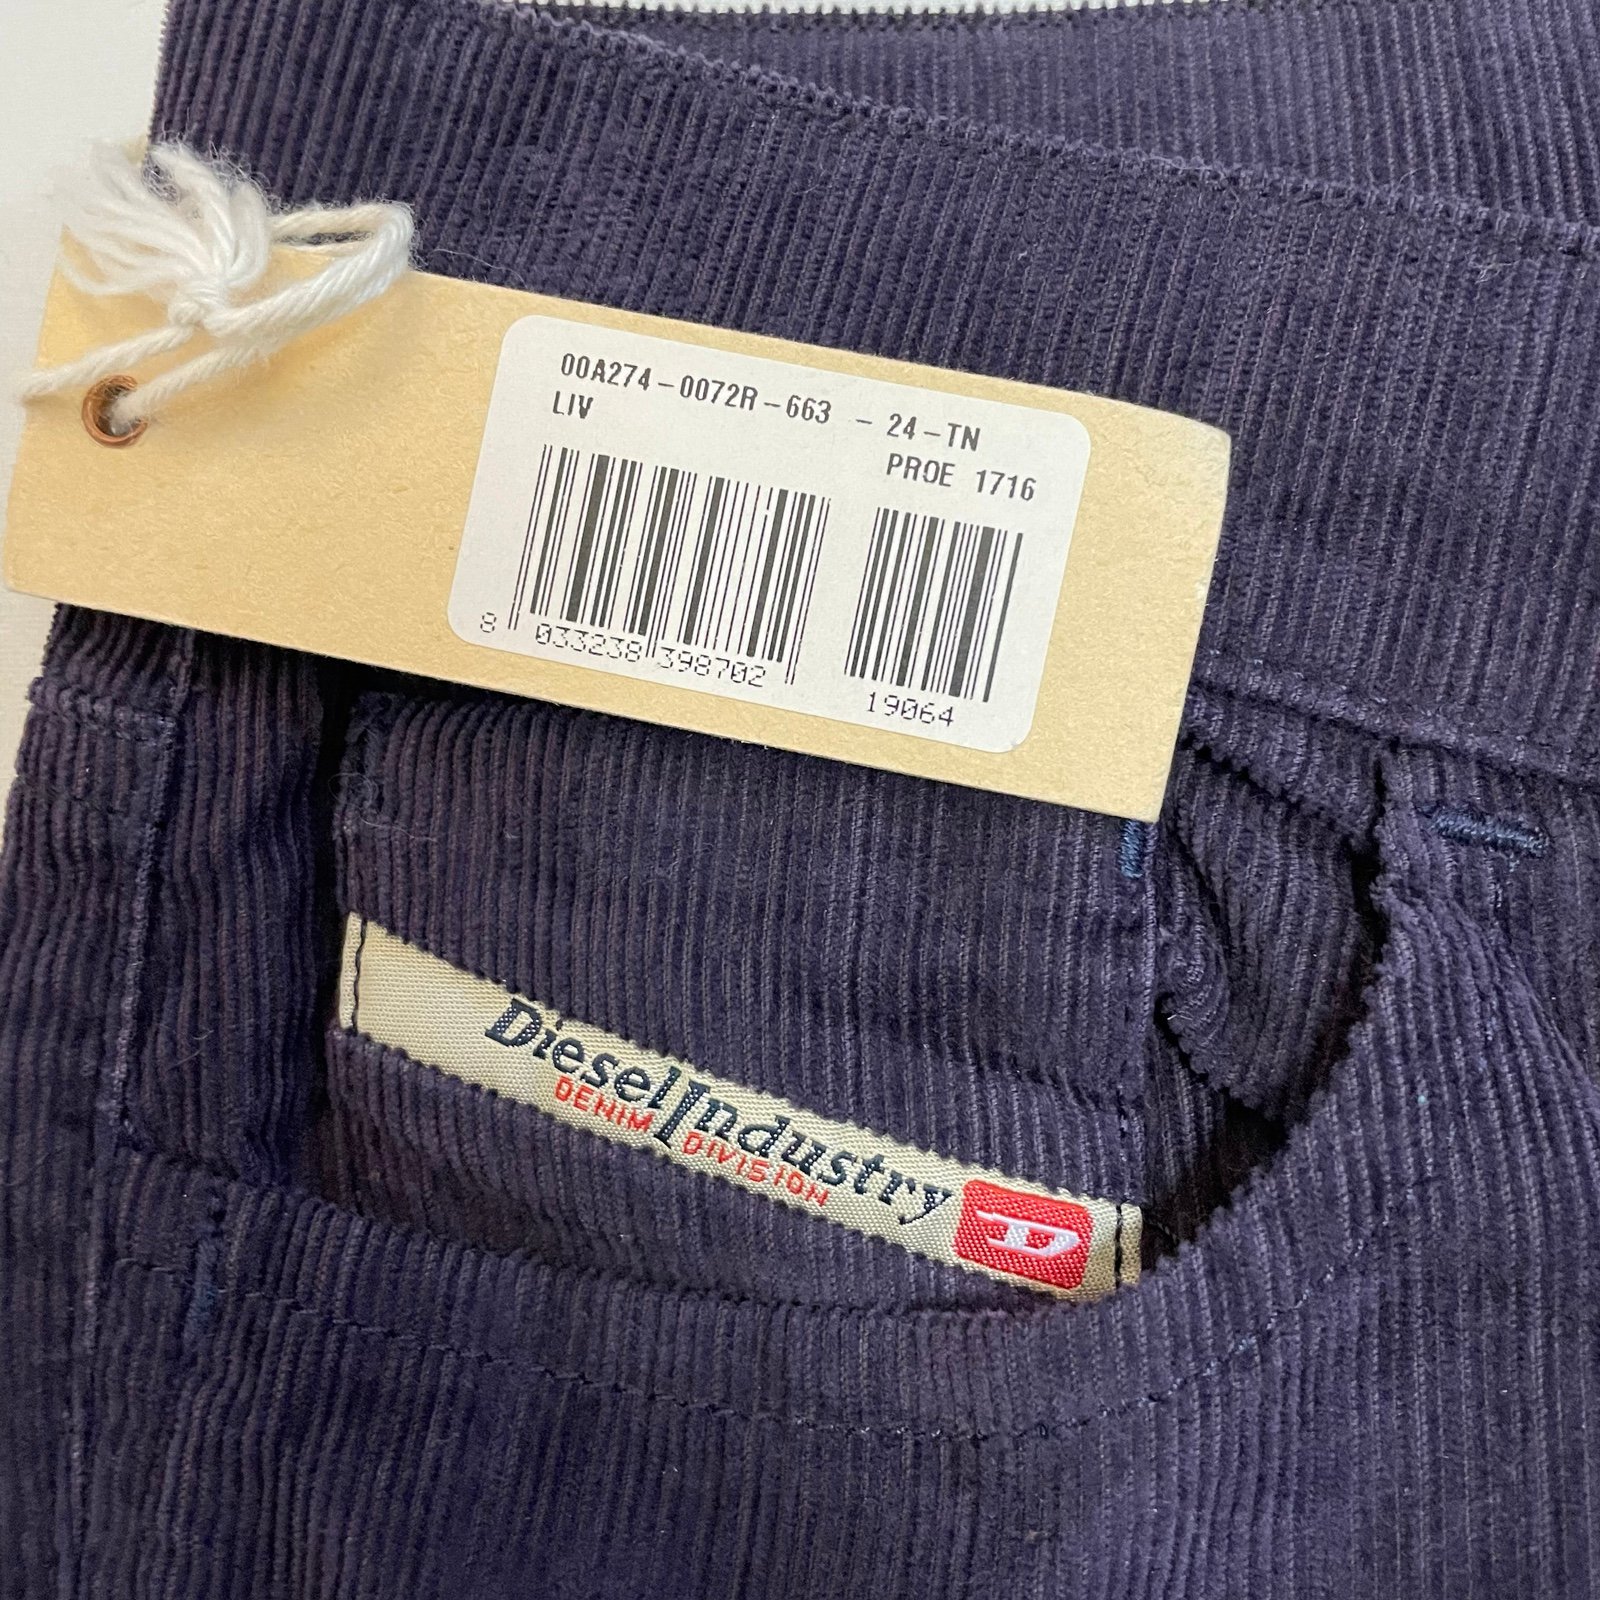 00A274-0072R-663 - 24-TN
LIV
PROE 1716
8 033238 398702
19064
Diesel Industry
DENIM DIVISION
D